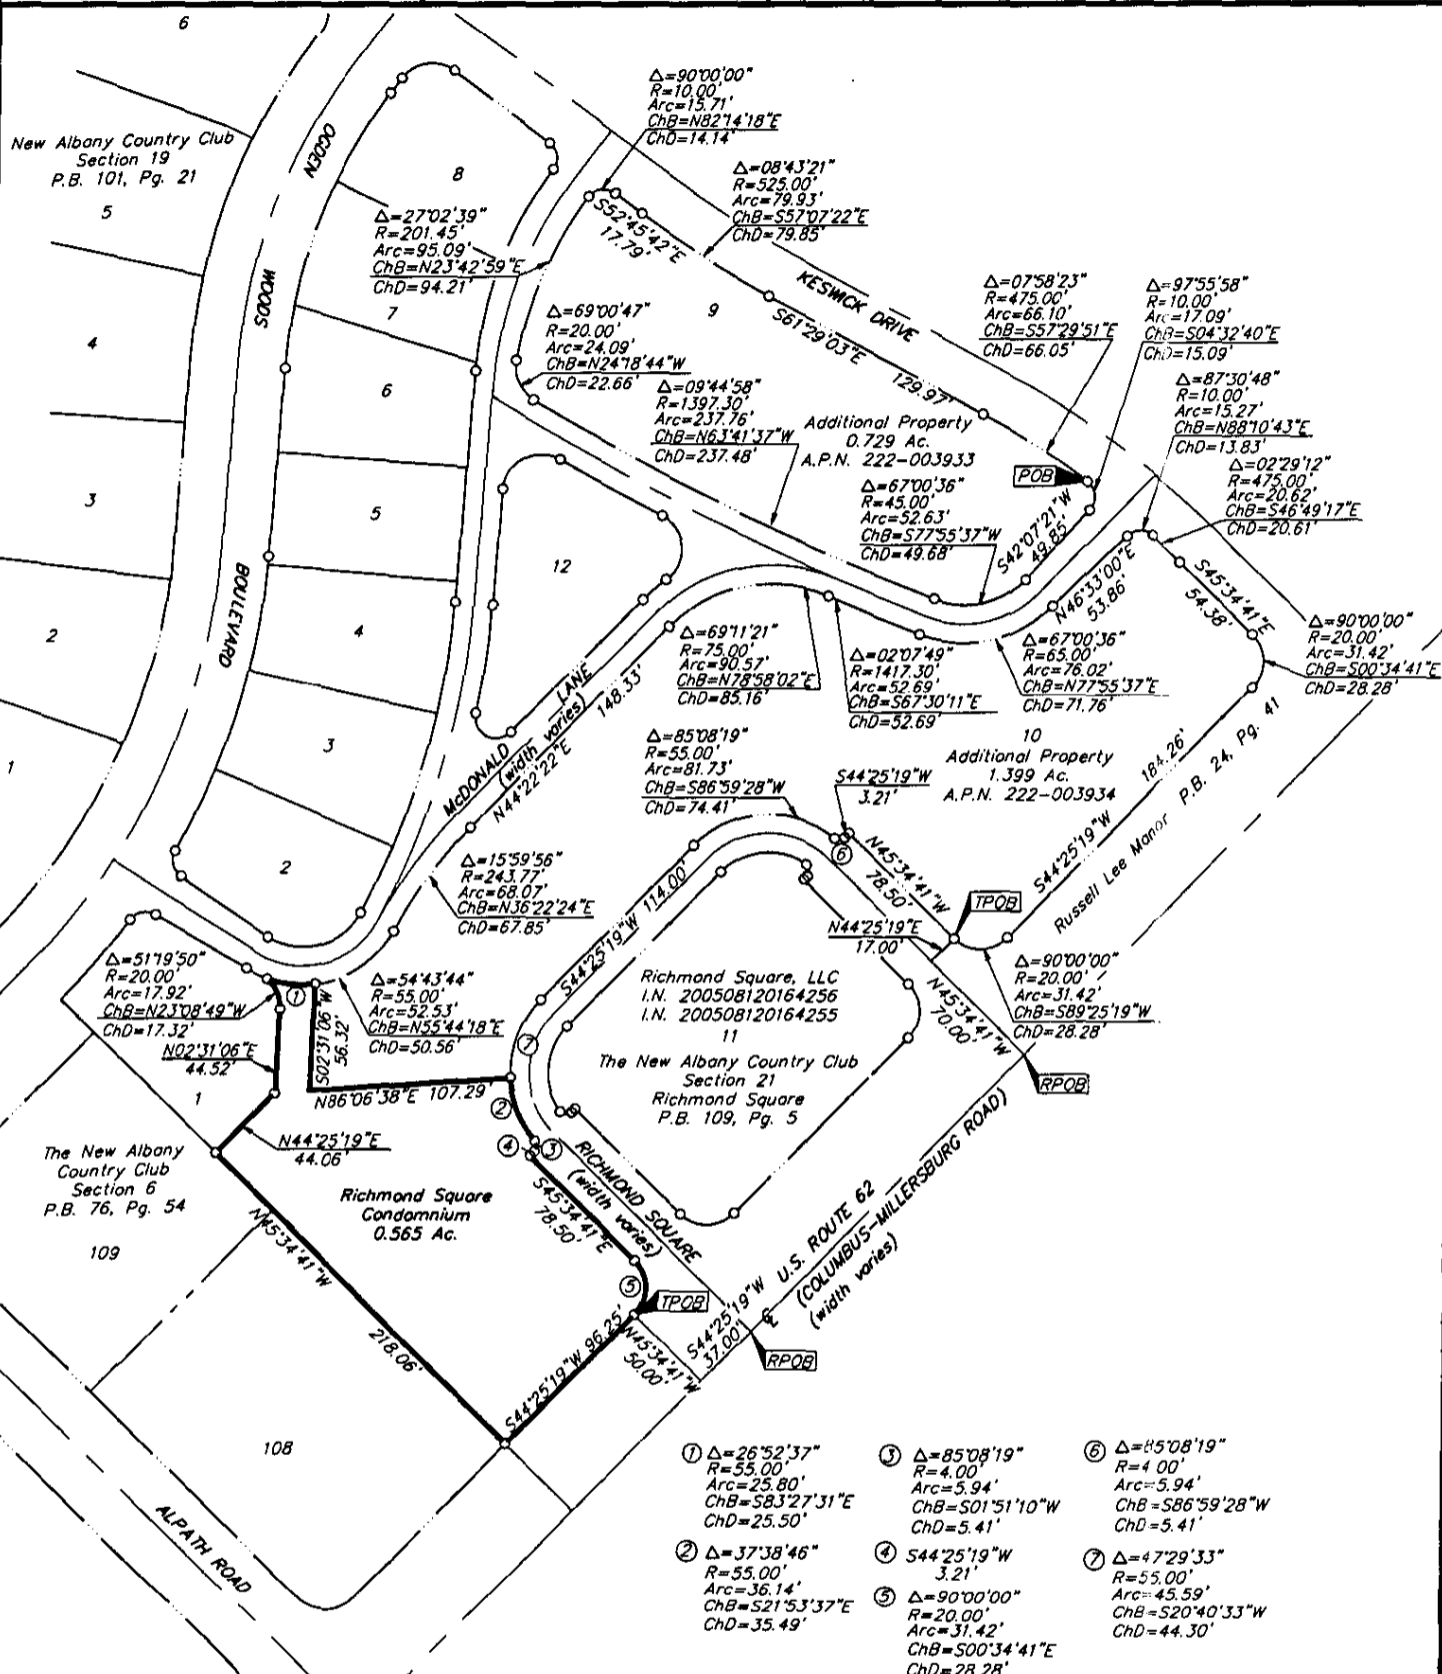 6
New Albany Country Club
Section 19
P.B. 101, Pg. 21
5
4
3
2
1
OGDEN
WOODS
BOULEVARD
8
7
6
5
4
3
2
Δ=90°00'00"
R=10.00'
Arc=15.71'
ChB=N82°14'18"E
ChD=14.14'
Δ=08°43'21"
R=525.00'
Arc=79.93'
ChB=S57°07'22"E
ChD=79.85'
Δ=27°02'39"
R=201.45'
Arc=95.09'
ChB=N23°42'59"E
ChD=94.21'
S52°45'42"E
17.79'
9
KESWICK DRIVE
S61°29'03"E
129.97'
Δ=07°58'23"
R=475.00'
Arc=66.10'
ChB=S57°29'51"E
ChD=66.05'
Δ=97°55'58"
R=10.00'
Arc=17.09'
ChB=S04°32'40"E
ChD=15.09'
Δ=69°00'47"
R=20.00'
Arc=24.09'
ChB=N24°18'44"W
ChD=22.66'
Δ=09°44'58"
R=1397.30'
Arc=237.76'
ChB=N63°41'37"W
ChD=237.48'
Additional Property
0.729 Ac.
A.P.N. 222-003933
Δ=87°30'48"
R=10.00'
Arc=15.27'
ChB=N88°10'43"E
ChD=13.83'
Δ=02°29'12"
R=475.00'
Arc=20.62'
ChB=S46°49'17"E
ChD=20.61'
POB
Δ=67°00'36"
R=45.00'
Arc=52.63'
ChB=S77°55'37"W
ChD=49.68'
S42°07'21"W
49.85'
N46°33'00"E
53.86'
S45°34'41"E
54.38'
Δ=90°00'00"
R=20.00'
Arc=31.42'
ChB=S00°34'41"E
ChD=28.28'
12
Δ=69°11'21"
R=75.00'
Arc=90.57'
ChB=N78°58'02"E
ChD=85.16'
Δ=02°07'49"
R=1417.30'
Arc=52.69'
ChB=S67°30'11"E
ChD=52.69'
Δ=67°00'36"
R=65.00'
Arc=76.02'
ChB=N77°55'37"E
ChD=71.76'
McDONALD LANE
(width varies)
N44°22'22"E
148.33'
10
Additional Property
1.399 Ac.
A.P.N. 222-003934
Δ=85°08'19"
R=55.00'
Arc=81.73'
ChB=S86°59'28"W
ChD=74.41'
S44°25'19"W
3.21'
6
N45°34'41"W
78.50'
S44°25'19"W
184.26'
Russell Lee Manor P.B. 24, Pg. 41
Δ=15°59'56"
R=243.77'
Arc=68.07'
ChB=N36°22'24"E
ChD=67.85'
S44°25'19"W 114.00'
TPOB
N44°25'19"E
17.00'
Δ=90°00'00"
R=20.00'
Arc=31.42'
ChB=S89°25'19"W
ChD=28.28'
N45°34'41"W
70.00'
RPOB
Δ=51°19'50"
R=20.00'
Arc=17.92'
ChB=N23°08'49"W
ChD=17.32'
1
S02°31'06"W
56.32'
Δ=54°43'44"
R=55.00'
Arc=52.53'
ChB=N55°44'18"E
ChD=50.56'
N02°31'06"E
44.52'
1
N86°06'38"E 107.29'
7
Richmond Square, LLC
I.N. 200508120164256
I.N. 200508120164255
11
The New Albany Country Club
Section 21
Richmond Square
P.B. 109, Pg. 5
N44°25'19"E
44.06'
2
4
3
The New Albany
Country Club
Section 6
P.B. 76, Pg. 54
109
Richmond Square
Condomnium
0.565 Ac.
S45°34'41"E
78.50'
RICHMOND SQUARE
(width varies)
N45°34'41"W
218.06'
5
TPOB
S44°25'19"W 96.25'
N45°34'41"W
50.00'
S44°25'19"W
37.00'
RPOB
U.S. ROUTE 62
(COLUMBUS-MILLERSBURG ROAD)
(width varies)
108
ALPATH ROAD
① Δ=26°52'37"
R=55.00'
Arc=25.80'
ChB=S83°27'31"E
ChD=25.50'
② Δ=37°38'46"
R=55.00'
Arc=36.14'
ChB=S21°53'37"E
ChD=35.49'
③ Δ=85°08'19"
R=4.00'
Arc=5.94'
ChB=S01°51'10"W
ChD=5.41'
④ S44°25'19"W
3.21'
⑤ Δ=90°00'00"
R=20.00'
Arc=31.42'
ChB=S00°34'41"E
ChD=28.28'
⑥ Δ=85°08'19"
R=4.00'
Arc=5.94'
ChB=S86°59'28"W
ChD=5.41'
⑦ Δ=47°29'33"
R=55.00'
Arc=45.59'
ChB=S20°40'33"W
ChD=44.30'